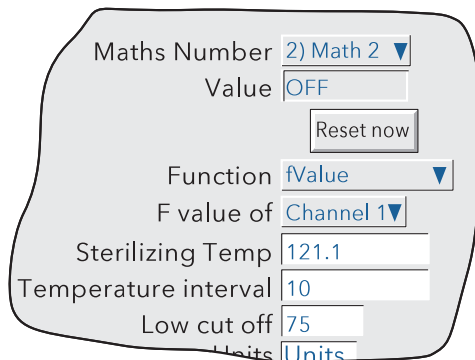 Maths Number 2) Math 2
Value OFF
Reset now
Function fValue
F value of Channel 1
Sterilizing Temp 121.1
Temperature interval 10
Low cut off 75
Units Units